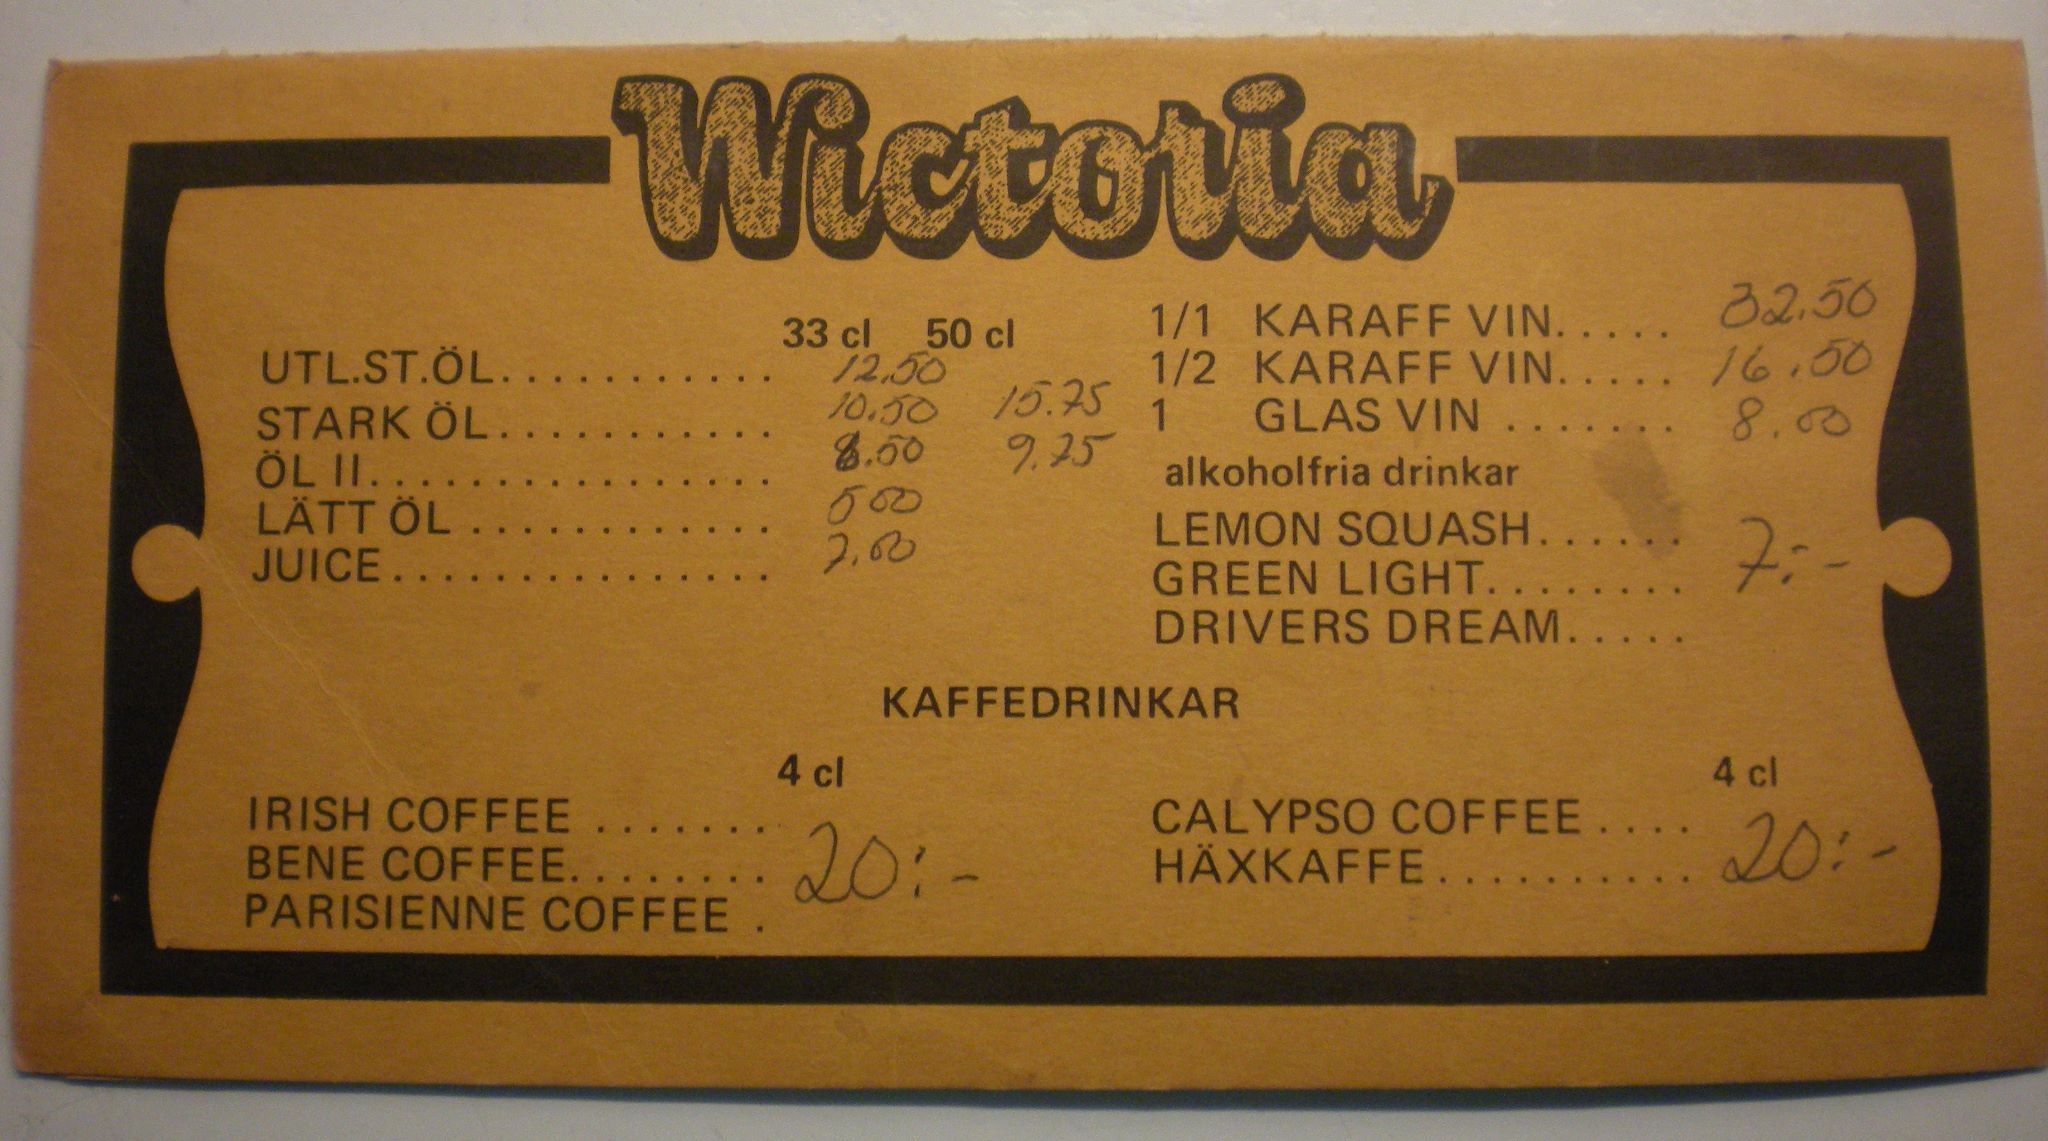 Wictoria
33 cl 50 cl
UTL.ST.ÖL............ 12.50
STARK ÖL............ 10.50 15.75
ÖL II................ 6.50 9.75
LÄTT ÖL ............ 5 00
JUICE............... 7.00
1/1 KARAFF VIN..... 32.50
1/2 KARAFF VIN..... 16.50
1 GLAS VIN ....... 8.00
alkoholfria drinkar
LEMON SQUASH......
GREEN LIGHT........ 7:-
DRIVERS DREAM.....
KAFFEDRINKAR
4 cl
IRISH COFFEE .......
BENE COFFEE........ 20:-
PARISIENNE COFFEE .
4 cl
CALYPSO COFFEE ....
HÄXKAFFE.......... 20:-